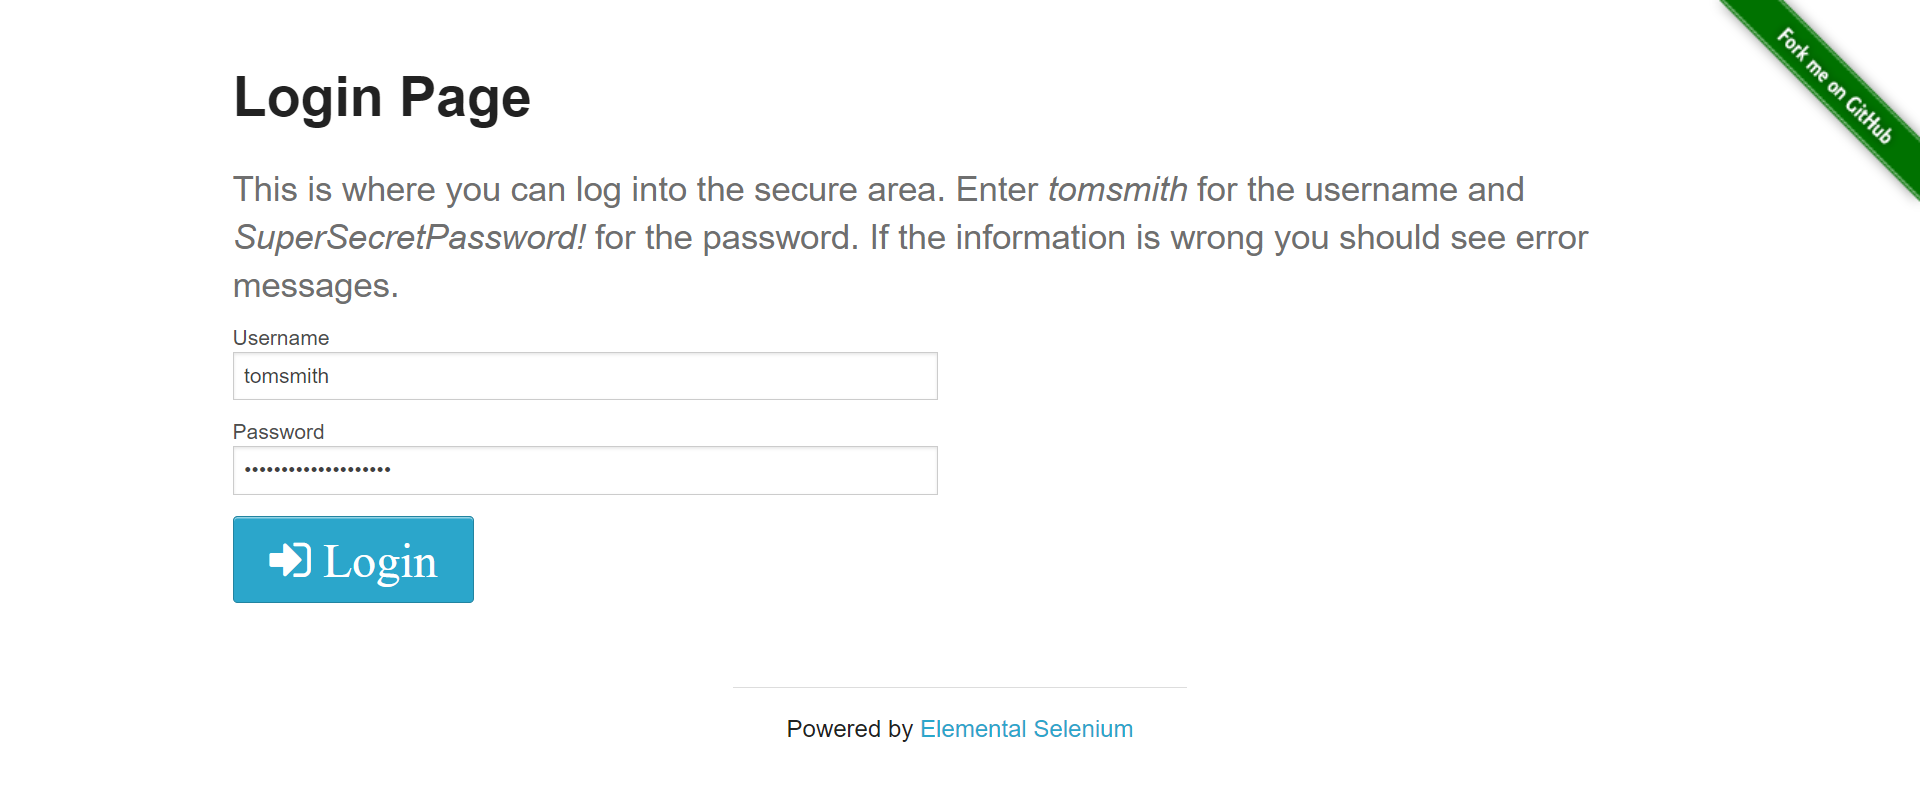 Fork me on GitHub
Login Page
This is where you can log into the secure area. Enter tomsmith for the username and
SuperSecretPassword! for the password. If the information is wrong you should see error
messages.
Username
tomsmith
Password
••••••••••••••••••••
Login
Powered by Elemental Selenium